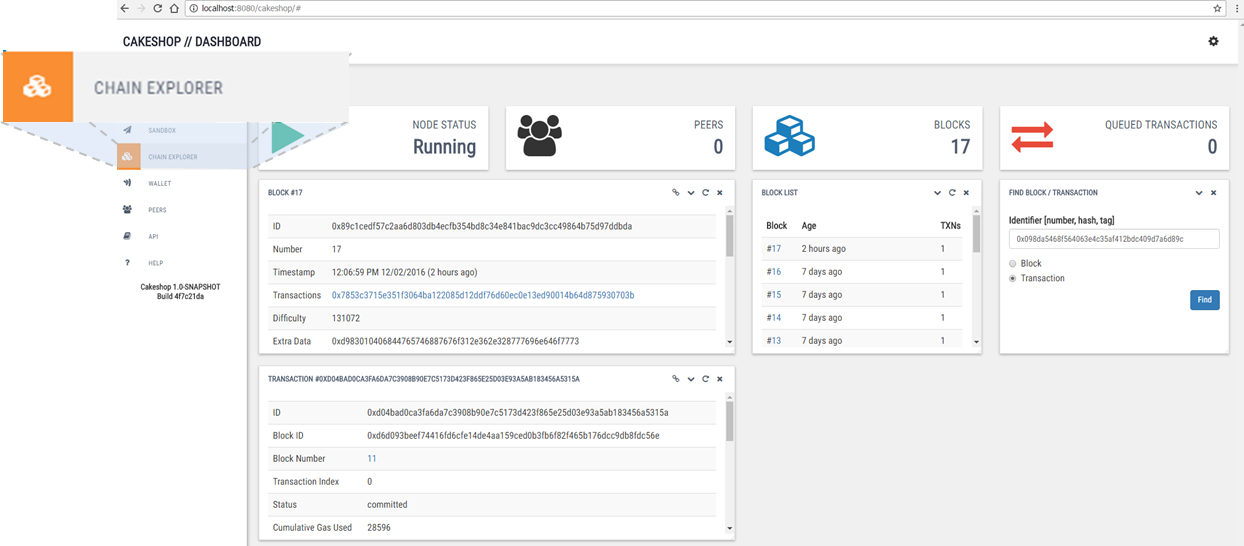 localhost:8080/cakeshop/#
CAKESHOP // DASHBOARD
CHAIN EXPLORER
SANDBOX
CHAIN EXPLORER
WALLET
PEERS
API
HELP
Cakeshop 1.0-SNAPSHOT
Build 4f7c21da
NODE STATUS
Running
PEERS
0
BLOCKS
17
QUEUED TRANSACTIONS
0
BLOCK #17
ID 0x89c1cedf57c2aa6d803db4ecfb354bd8c34e841bac9dc3cc49864b75d97ddbda
Number 17
Timestamp 12:06:59 PM 12/02/2016 (2 hours ago)
Transactions 0x7853c3715e351f3064ba122085d12ddf76d60ec0e13ed90014b64d875930703b
Difficulty 131072
Extra Data 0xd983010406844765746887676f312e362e328777696e646f7773
BLOCK LIST
Block Age TXNs
#17 2 hours ago 1
#16 7 days ago 1
#15 7 days ago 1
#14 7 days ago 1
#13 7 days ago 1
FIND BLOCK / TRANSACTION
Identifier [number, hash, tag]
0x098da5468f564063e4c35af412bdc409d7a6d89c
Block
Transaction
Find
TRANSACTION #0XD04BAD0CA3FA6DA7C3908B90E7C5173D423F865E25D03E93A5AB183456A5315A
ID 0xd04bad0ca3fa6da7c3908b90e7c5173d423f865e25d03e93a5ab183456a5315a
Block ID 0xd6d093beef74416fd6cfe14de4aa159ced0b3fb6f82f465b176dcc9db8fdc56e
Block Number 11
Transaction Index 0
Status committed
Cumulative Gas Used 28596